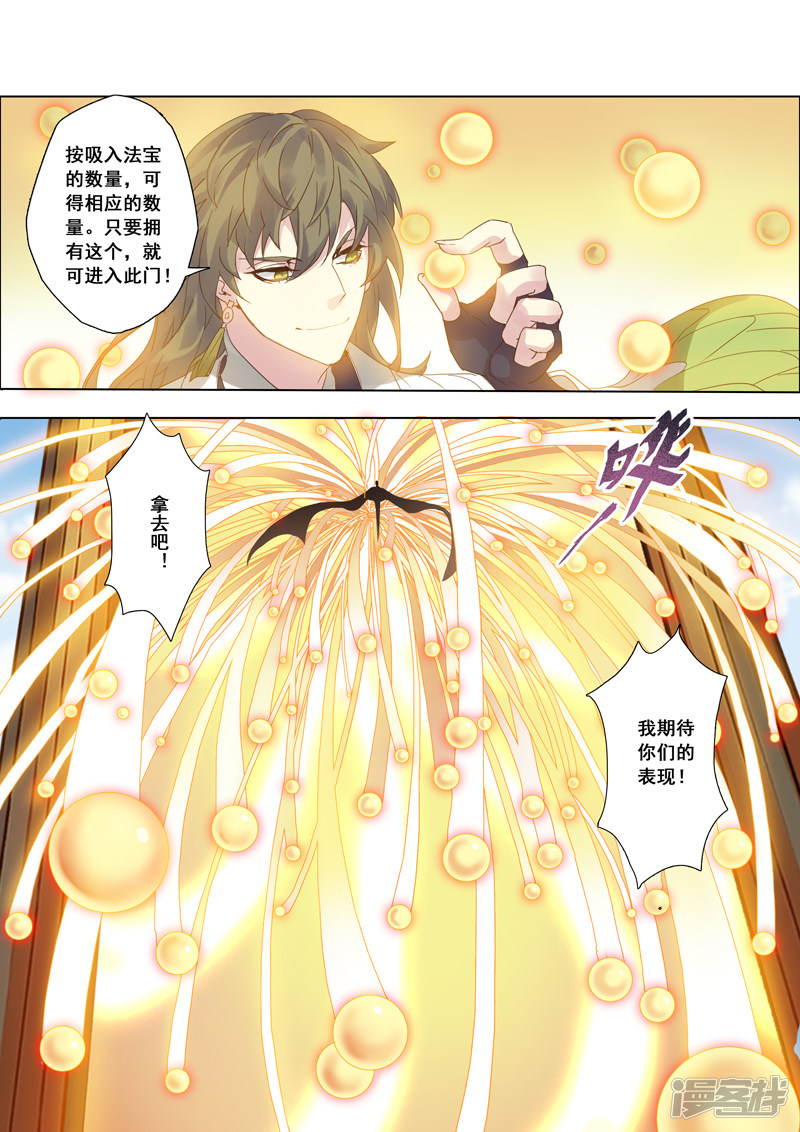 按吸入法宝
的数量，可
得相应的数
量。只要拥
有这个，就
可进入此门！
哗
拿去吧！
我期待
你们的
表现！
漫客栈